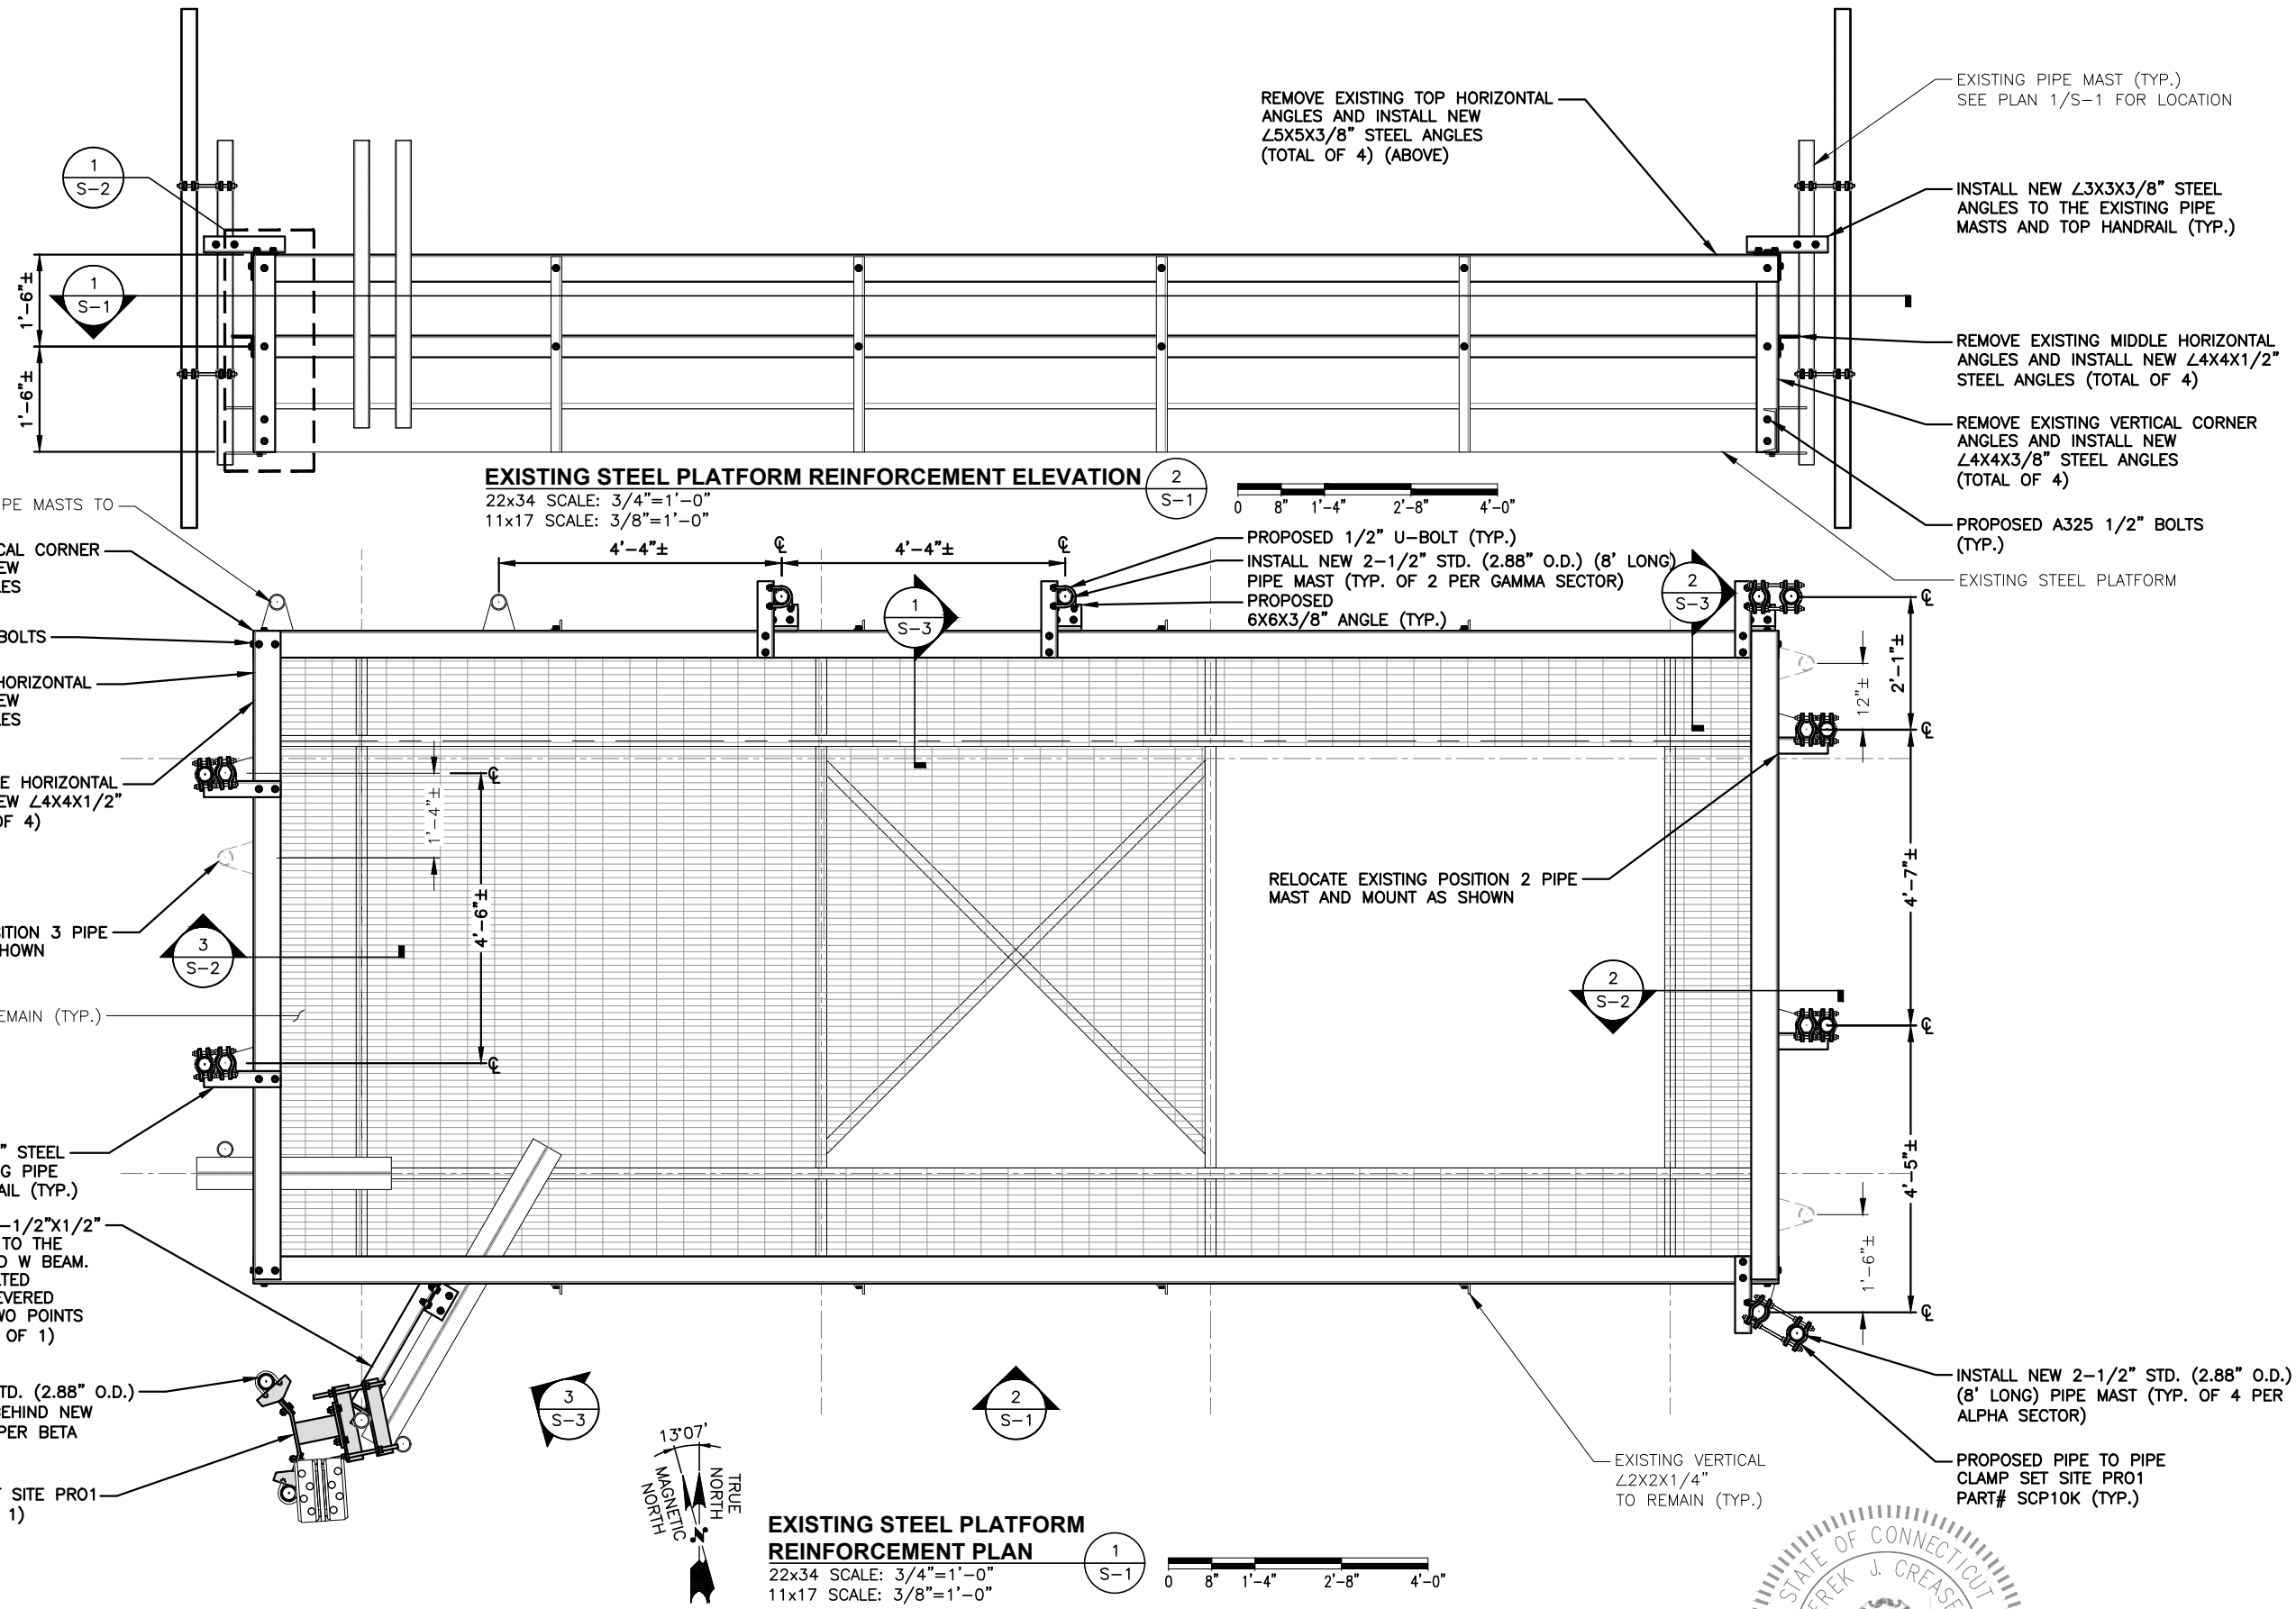 REMOVE EXISTING TOP HORIZONTAL
ANGLES AND INSTALL NEW
∠5X5X3/8" STEEL ANGLES
(TOTAL OF 4) (ABOVE)
EXISTING PIPE MAST (TYP.)
SEE PLAN 1/S-1 FOR LOCATION
INSTALL NEW ∠3X3X3/8" STEEL
ANGLES TO THE EXISTING PIPE
MASTS AND TOP HANDRAIL (TYP.)
REMOVE EXISTING MIDDLE HORIZONTAL
ANGLES AND INSTALL NEW ∠4X4X1/2"
STEEL ANGLES (TOTAL OF 4)
REMOVE EXISTING VERTICAL CORNER
ANGLES AND INSTALL NEW
∠4X4X3/8" STEEL ANGLES
(TOTAL OF 4)
PROPOSED A325 1/2" BOLTS
(TYP.)
EXISTING STEEL PLATFORM
1
S-2
1
S-1
1'-6"±
1'-6"±
EXISTING STEEL PLATFORM REINFORCEMENT ELEVATION
2
S-1
22x34 SCALE: 3/4"=1'-0"
11x17 SCALE: 3/8"=1'-0"
0 8" 1'-4" 2'-8" 4'-0"
PE MASTS TO
CAL CORNER
EW
LES
BOLTS
HORIZONTAL
EW
LES
E HORIZONTAL
EW ∠4X4X1/2"
OF 4)
ITION 3 PIPE
HOWN
EMAIN (TYP.)
" STEEL
G PIPE
AIL (TYP.)
-1/2"X1/2"
TO THE
D W BEAM.
TED
EVERED
WO POINTS
OF 1)
TD. (2.88" O.D.)
BEHIND NEW
PER BETA
T SITE PRO1
1)
4'-4"±
4'-4"±
PROPOSED 1/2" U-BOLT (TYP.)
INSTALL NEW 2-1/2" STD. (2.88" O.D.) (8' LONG)
PIPE MAST (TYP. OF 2 PER GAMMA SECTOR)
PROPOSED
6X6X3/8" ANGLE (TYP.)
1
S-3
2
S-3
2'-1"±
12"±
1'-4"±
4'-6"±
4'-7"±
RELOCATE EXISTING POSITION 2 PIPE
MAST AND MOUNT AS SHOWN
3
S-2
2
S-2
4'-5"±
1'-6"±
3
S-3
2
S-1
INSTALL NEW 2-1/2" STD. (2.88" O.D.)
(8' LONG) PIPE MAST (TYP. OF 4 PER
ALPHA SECTOR)
PROPOSED PIPE TO PIPE
CLAMP SET SITE PRO1
PART# SCP10K (TYP.)
EXISTING VERTICAL
∠2X2X1/4"
TO REMAIN (TYP.)
13°07'
MAGNETIC
NORTH
TRUE
NORTH
N
EXISTING STEEL PLATFORM
REINFORCEMENT PLAN
1
S-1
22x34 SCALE: 3/4"=1'-0"
11x17 SCALE: 3/8"=1'-0"
0 8" 1'-4" 2'-8" 4'-0"
STATE OF CONNECTICUT
EREK J. CREASE